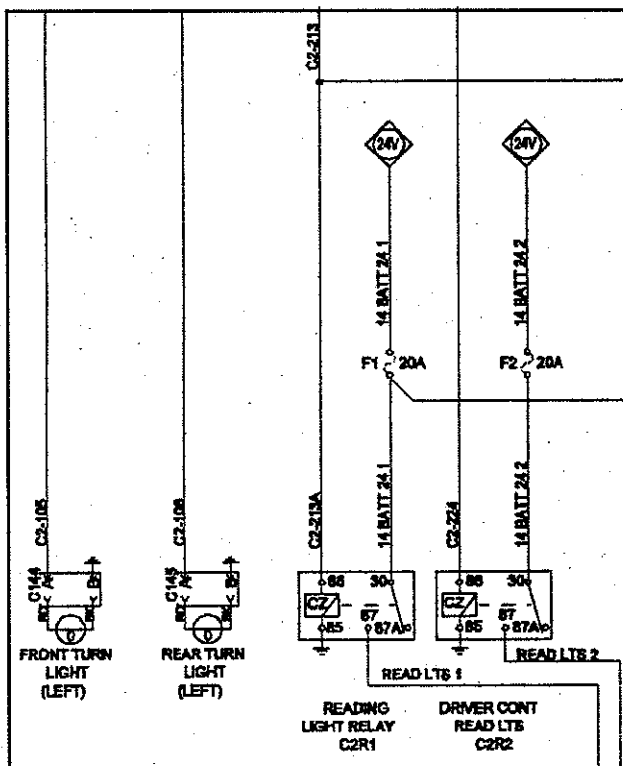 C2-213
24V
24V
14 BATT 24 1
14 BATT 24 2
F1
20A
F2
20A
C2-105
C2-106
C2-213A
14 BATT 24 1
C2-224
14 BATT 24 2
C144
A
B
C145
A
B
86
30
86
30
CZ
87
CZ
87
85
87A
85
87A
FRONT TURN
LIGHT
(LEFT)
REAR TURN
LIGHT
(LEFT)
READ LTS 1
READ LTS 2
READING
LIGHT RELAY
C2R1
DRIVER CONT
READ LTS
C2R2